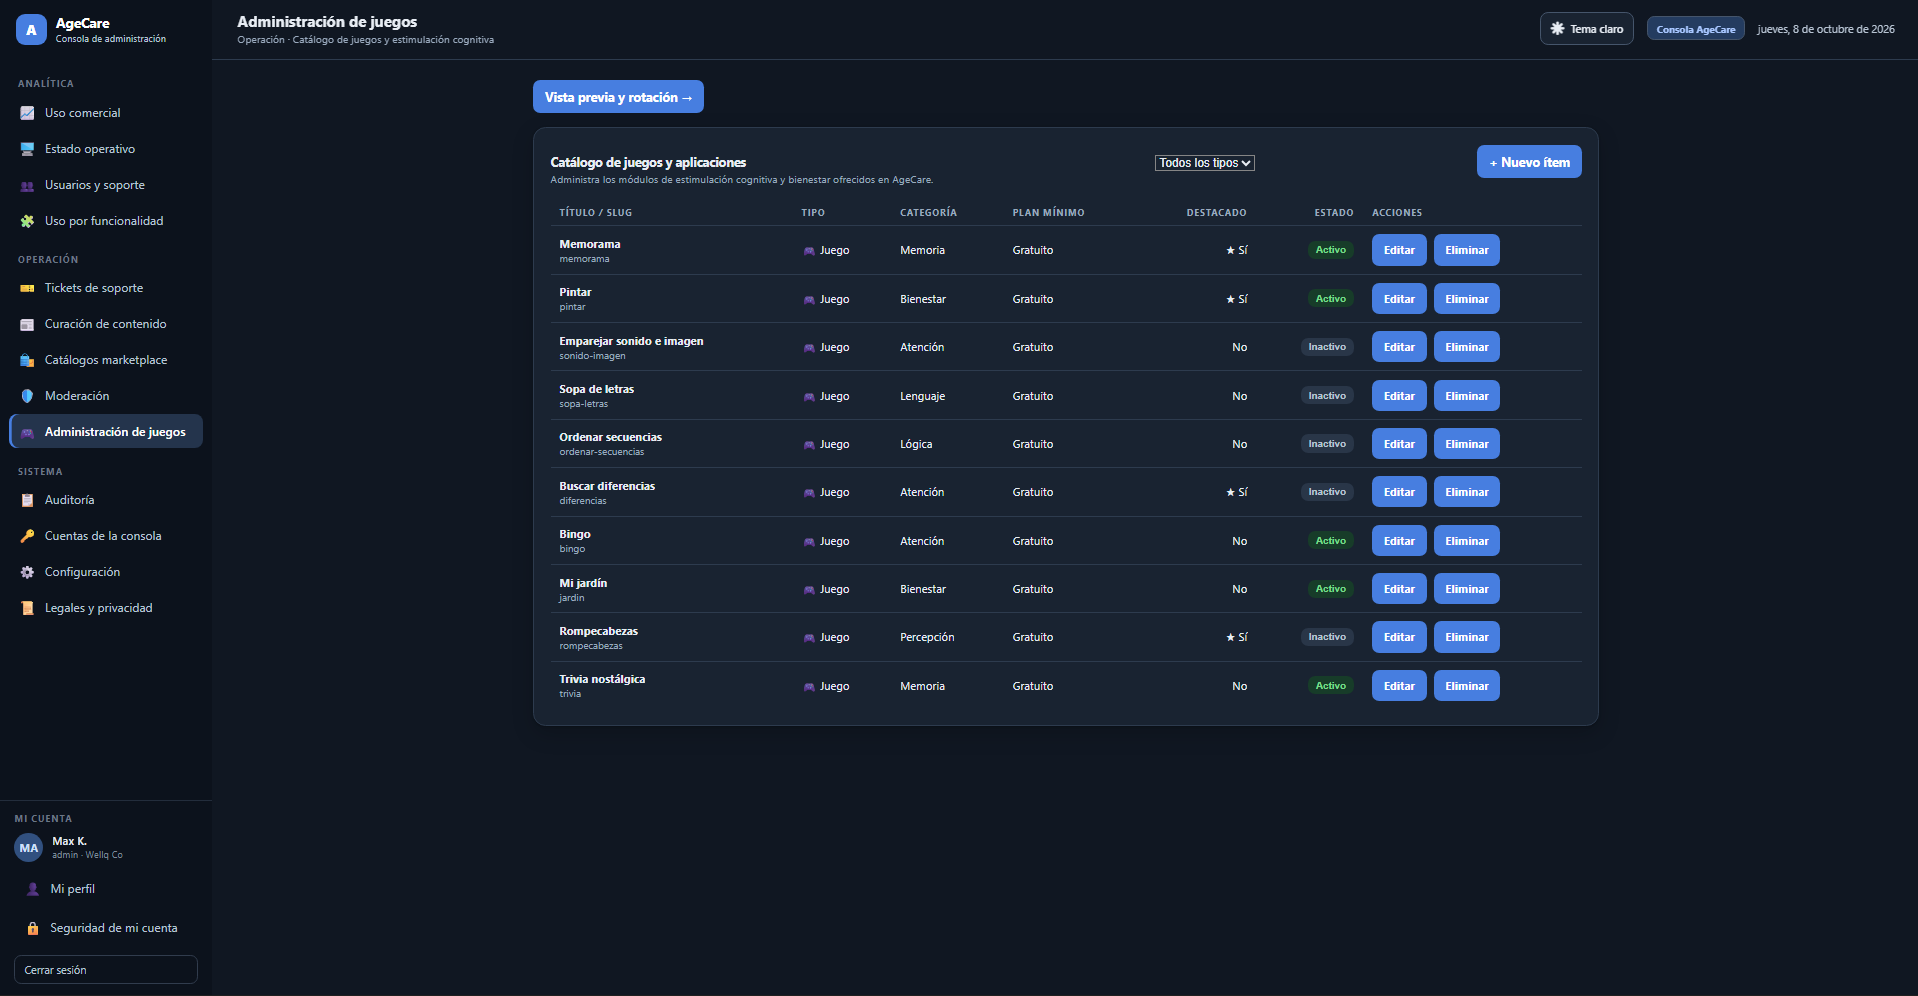 A
AgeCare
Consola de administración
ANALÍTICA
Uso comercial
Estado operativo
Usuarios y soporte
Uso por funcionalidad
OPERACIÓN
Tickets de soporte
Curación de contenido
Catálogos marketplace
Moderación
Administración de juegos
SISTEMA
Auditoría
Cuentas de la consola
Configuración
Legales y privacidad
MI CUENTA
MA
Max K.
admin · Wellq Co
Mi perfil
Seguridad de mi cuenta
Cerrar sesión
Administración de juegos
Operación · Catálogo de juegos y estimulación cognitiva
Tema claro
Consola AgeCare
jueves, 8 de octubre de 2026
Vista previa y rotación →
Catálogo de juegos y aplicaciones
Administra los módulos de estimulación cognitiva y bienestar ofrecidos en AgeCare.
Todos los tipos
+ Nuevo ítem
TÍTULO / SLUG TIPO CATEGORÍA PLAN MÍNIMO DESTACADO ESTADO ACCIONES
Memorama Juego Memoria Gratuito ★ Sí Activo Editar Eliminar
memorama
Pintar Juego Bienestar Gratuito ★ Sí Activo Editar Eliminar
pintar
Emparejar sonido e imagen Juego Atención Gratuito No Inactivo Editar Eliminar
sonido-imagen
Sopa de letras Juego Lenguaje Gratuito No Inactivo Editar Eliminar
sopa-letras
Ordenar secuencias Juego Lógica Gratuito No Inactivo Editar Eliminar
ordenar-secuencias
Buscar diferencias Juego Atención Gratuito ★ Sí Inactivo Editar Eliminar
diferencias
Bingo Juego Atención Gratuito No Activo Editar Eliminar
bingo
Mi jardín Juego Bienestar Gratuito No Activo Editar Eliminar
jardin
Rompecabezas Juego Percepción Gratuito ★ Sí Inactivo Editar Eliminar
rompecabezas
Trivia nostálgica Juego Memoria Gratuito No Activo Editar Eliminar
trivia